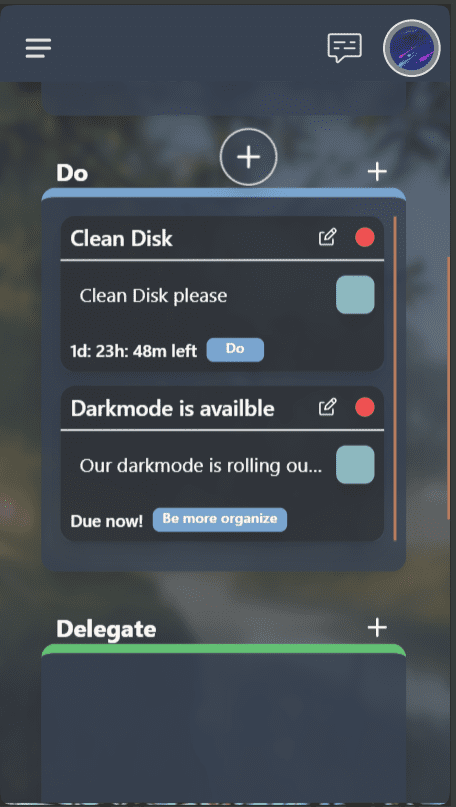 Do
Clean Disk
Clean Disk please
1d: 23h: 48m left Do
Darkmode is availble
Our darkmode is rolling ou...
Due now! Be more organize
Delegate